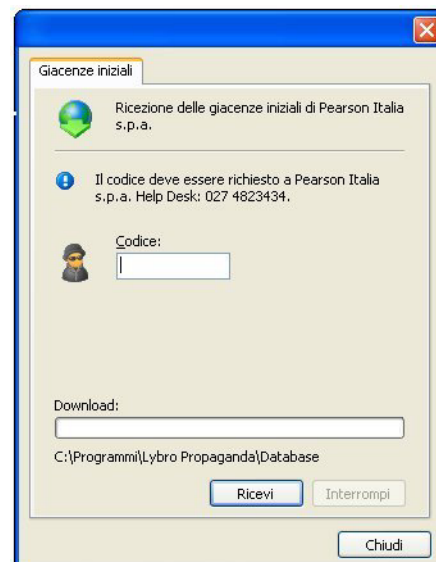 Giacenze iniziali
Ricezione delle giacenze iniziali di Pearson Italia
s.p.a.
Il codice deve essere richiesto a Pearson Italia
s.p.a. Help Desk: 027 4823434.
Codice:
Download:
C:\Programmi\Lybro Propaganda\Database
Ricevi
Interrompi
Chiudi